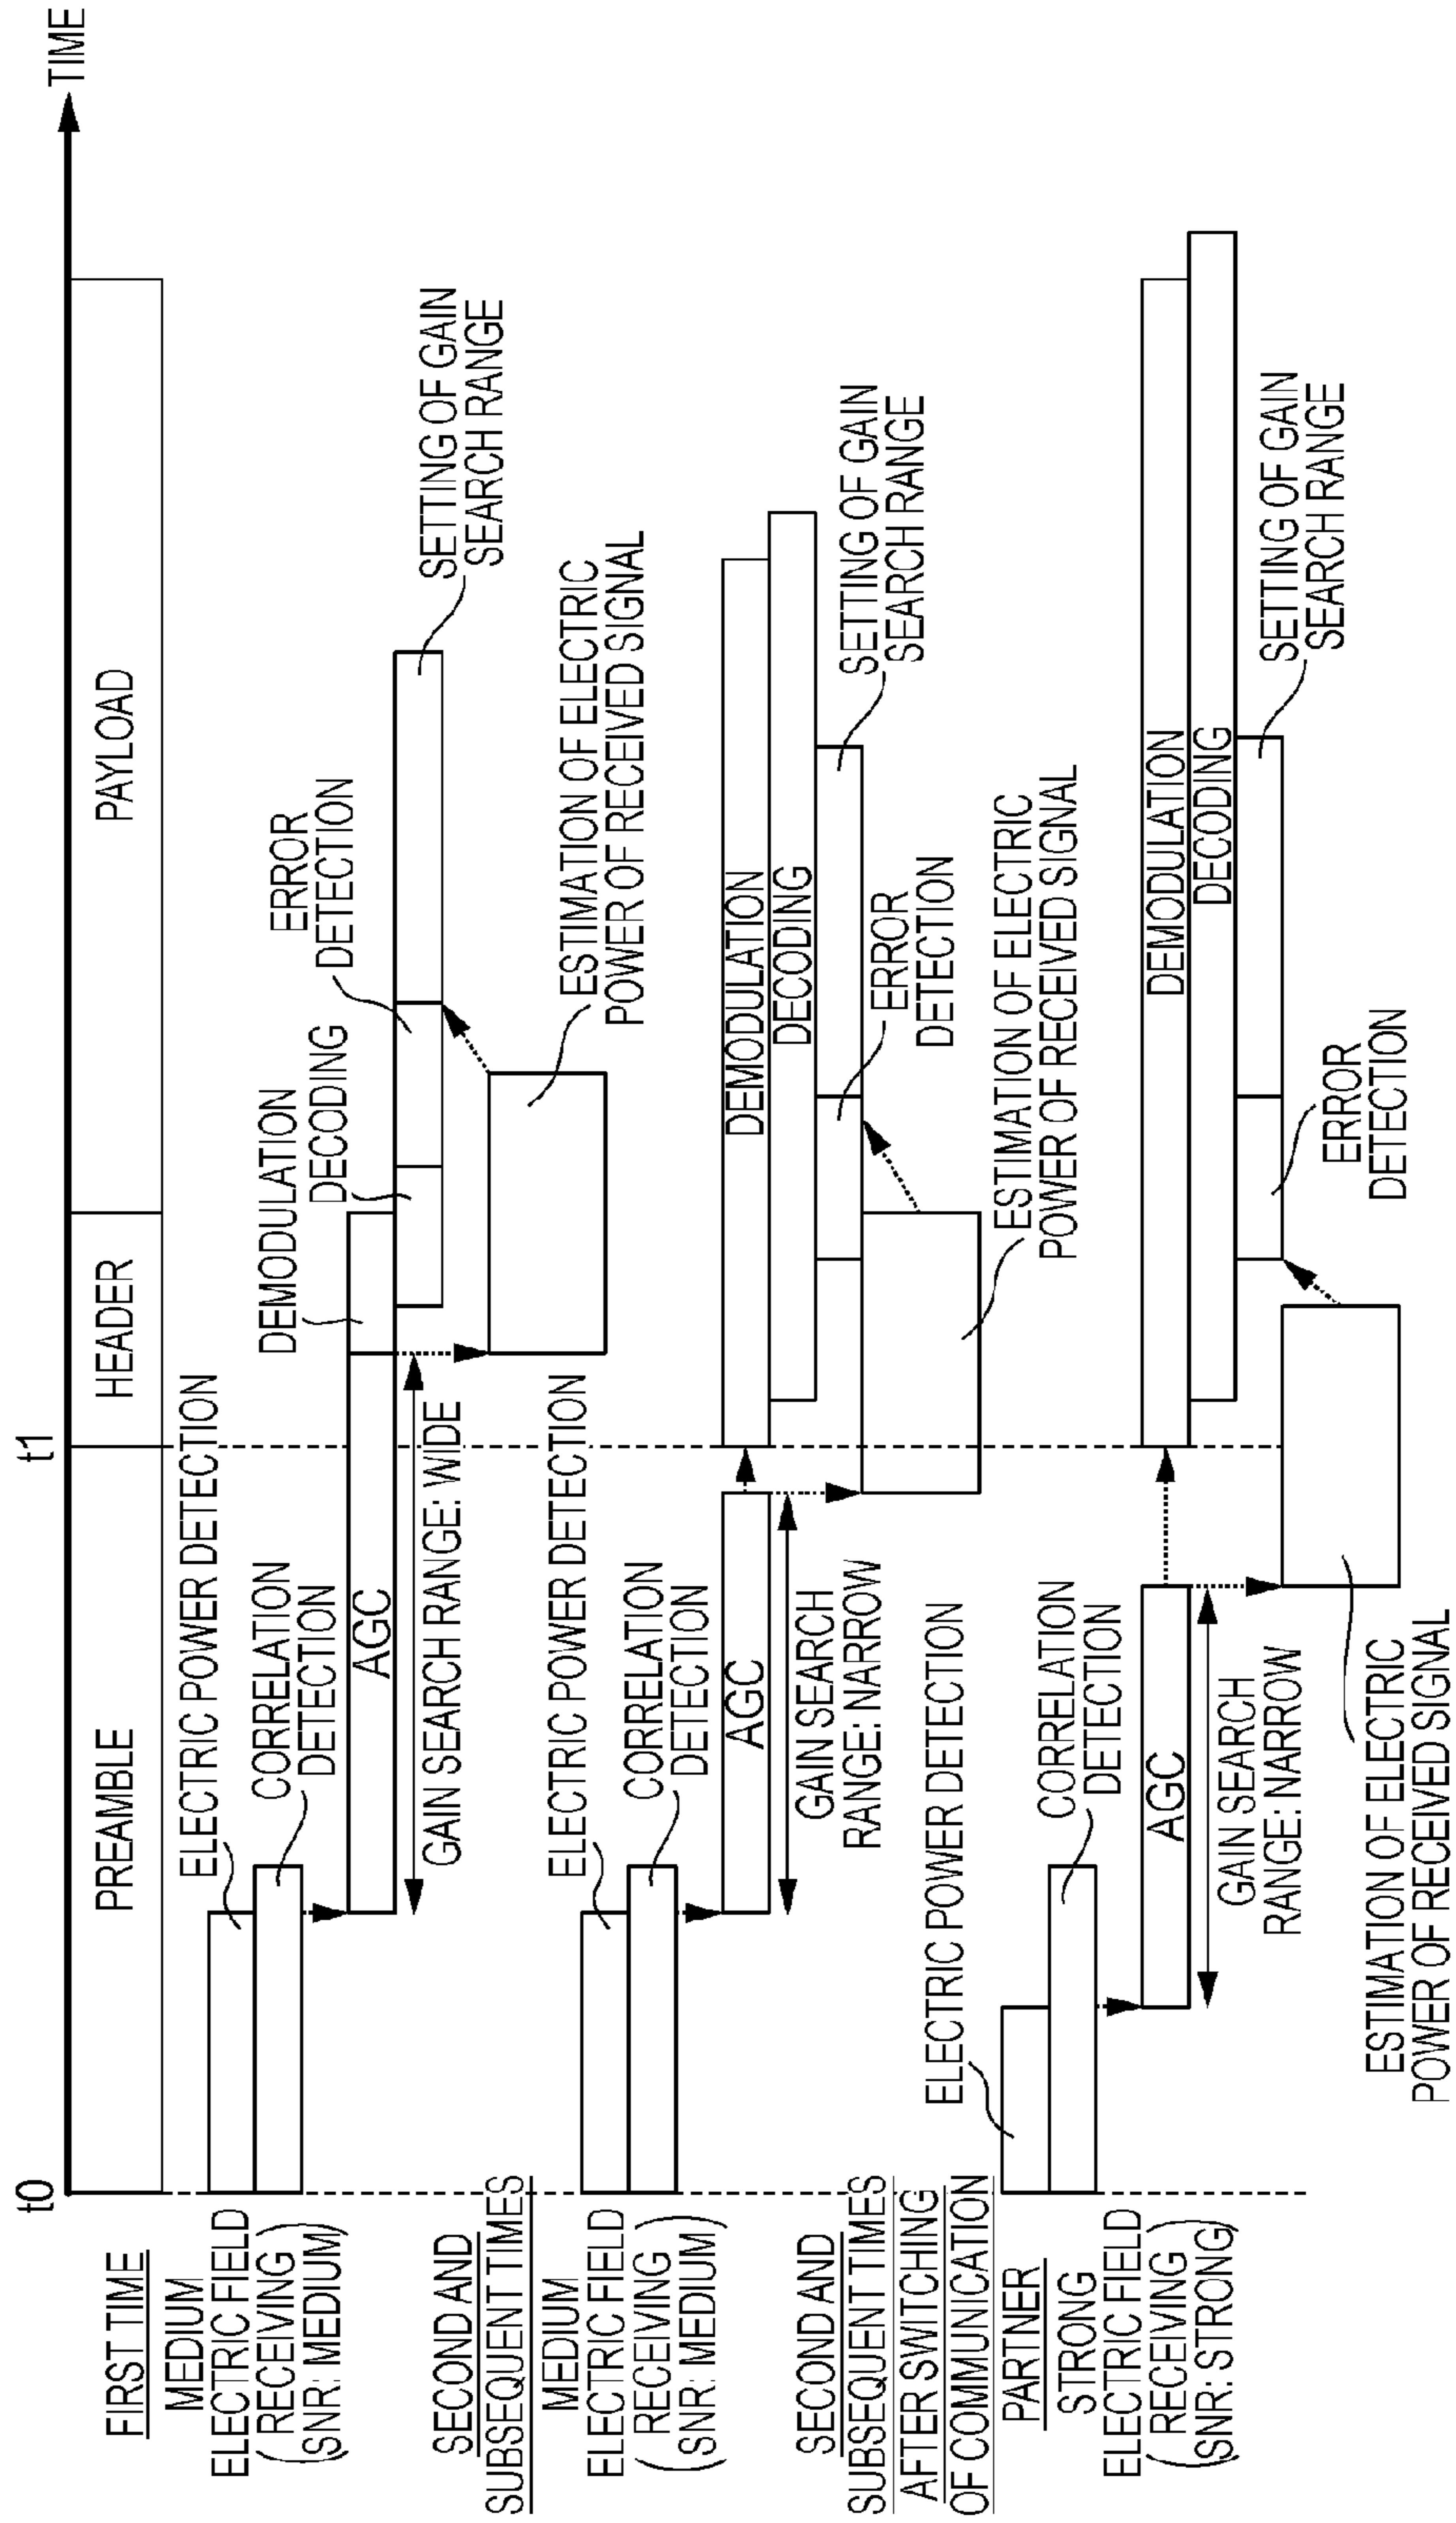 TIME
t0
t1
PREAMBLE
HEADER
PAYLOAD
FIRST TIME
MEDIUM
ELECTRIC FIELD
RECEIVING
(SNR: MEDIUM)
ELECTRIC POWER DETECTION
CORRELATION
DETECTION
AGC
GAIN SEARCH RANGE: WIDE
DEMODULATION
DECODING
ERROR
DETECTION
SETTING OF GAIN
SEARCH RANGE
ESTIMATION OF ELECTRIC
POWER OF RECEIVED SIGNAL
SECOND AND
SUBSEQUENT TIMES
MEDIUM
ELECTRIC FIELD
RECEIVING
(SNR: MEDIUM)
ELECTRIC POWER DETECTION
CORRELATION
DETECTION
AGC
GAIN SEARCH
RANGE: NARROW
DEMODULATION
DECODING
SETTING OF GAIN
SEARCH RANGE
ERROR
DETECTION
ESTIMATION OF ELECTRIC
POWER OF RECEIVED SIGNAL
SECOND AND
SUBSEQUENT TIMES
AFTER SWITCHING
OF COMMUNICATION
PARTNER
STRONG
ELECTRIC FIELD
RECEIVING
(SNR: STRONG)
ELECTRIC POWER DETECTION
CORRELATION
DETECTION
AGC
GAIN SEARCH
RANGE: NARROW
DEMODULATION
DECODING
SETTING OF GAIN
SEARCH RANGE
ERROR
DETECTION
ESTIMATION OF ELECTRIC
POWER OF RECEIVED SIGNAL